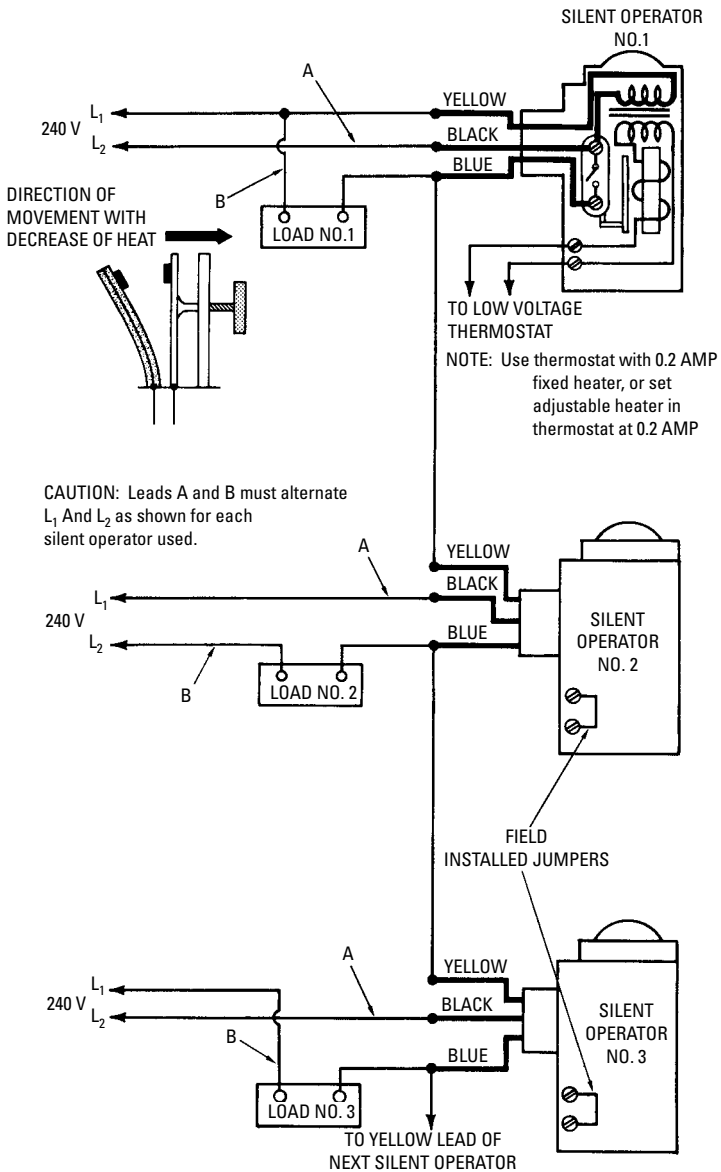 SILENT OPERATOR
NO.1
A
L₁
YELLOW
240 V
L₂
BLACK
BLUE
B
DIRECTION OF
MOVEMENT WITH
DECREASE OF HEAT
LOAD NO.1
TO LOW VOLTAGE
THERMOSTAT
NOTE: Use thermostat with 0.2 AMP
fixed heater, or set
adjustable heater in
thermostat at 0.2 AMP
CAUTION: Leads A and B must alternate
L₁ And L₂ as shown for each
silent operator used.
A
YELLOW
L₁
BLACK
240 V
L₂
BLUE
B
LOAD NO. 2
SILENT
OPERATOR
NO. 2
FIELD
INSTALLED JUMPERS
A
YELLOW
L₁
240 V
L₂
BLACK
B
BLUE
LOAD NO. 3
SILENT
OPERATOR
NO. 3
TO YELLOW LEAD OF
NEXT SILENT OPERATOR